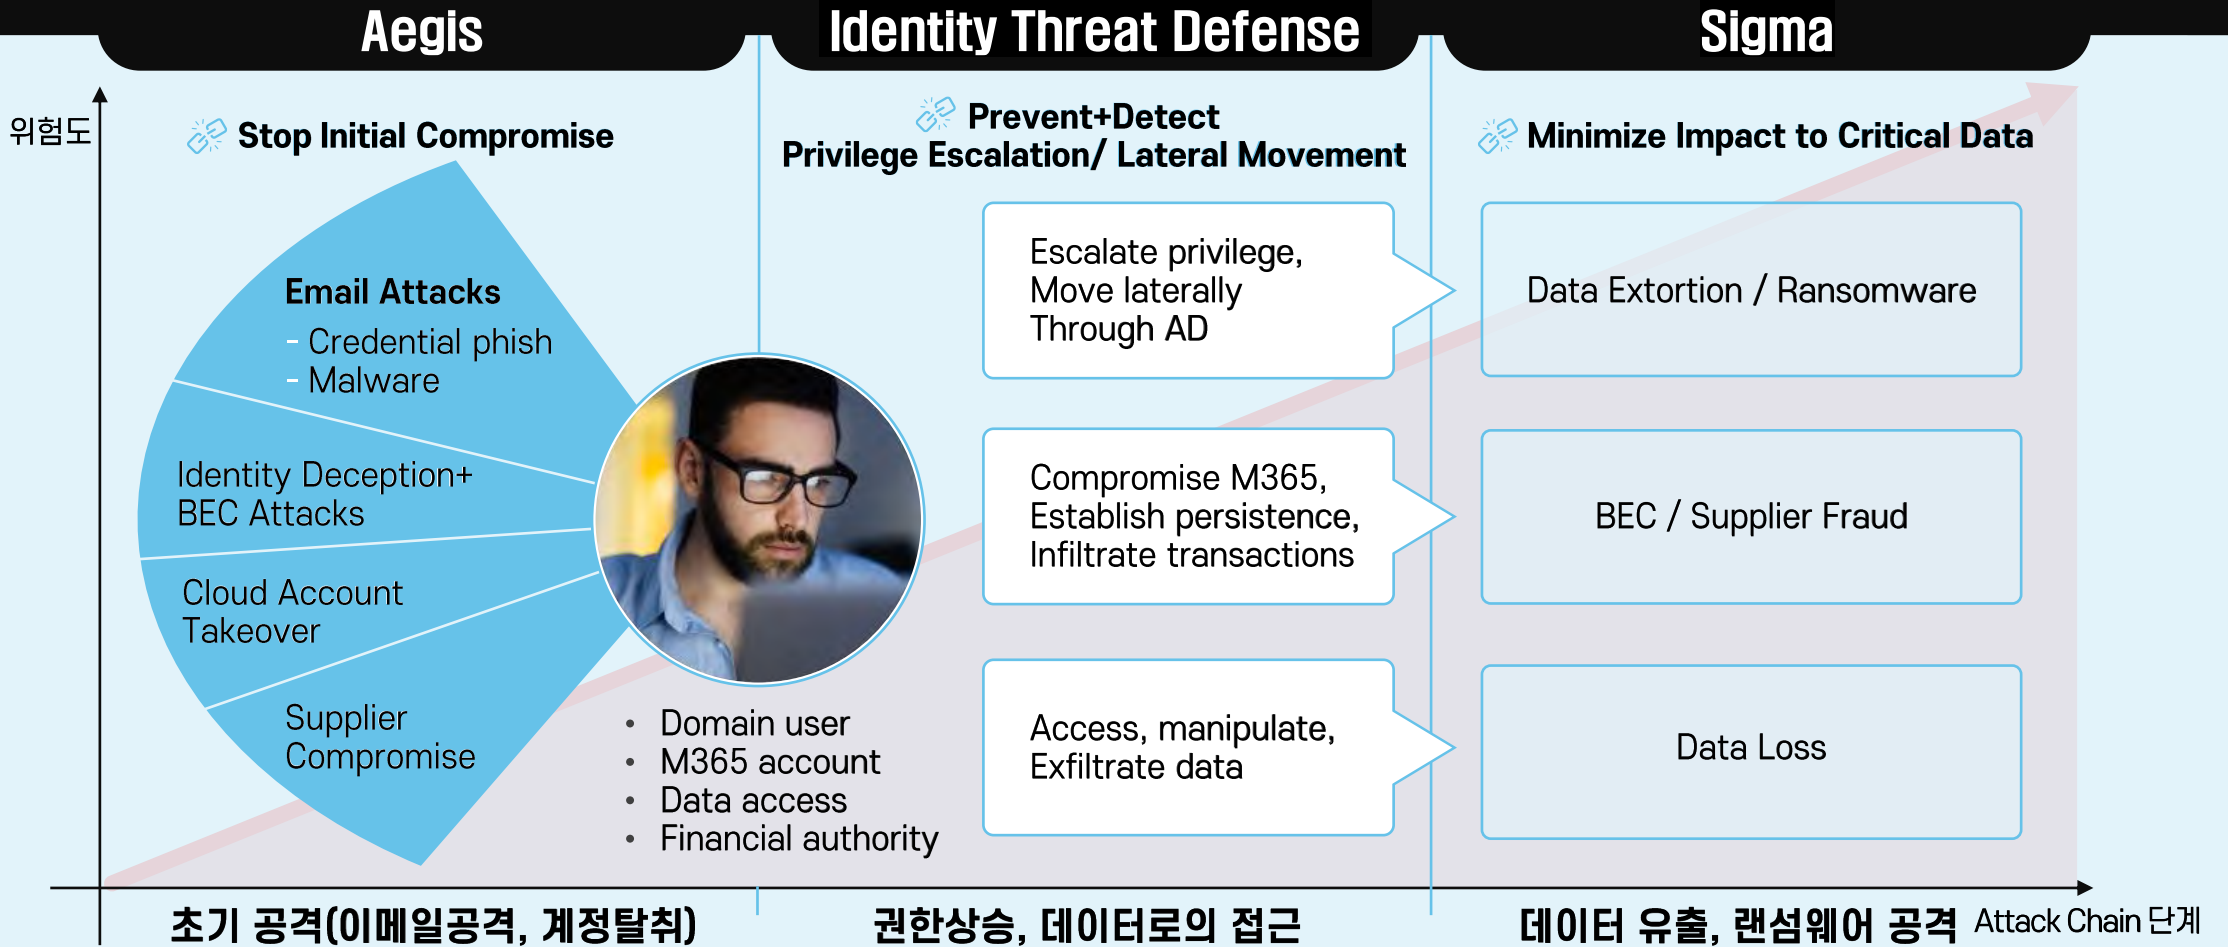 Aegis
Identity Threat Defense
Sigma
위험도
Stop Initial Compromise
Prevent+Detect
Privilege Escalation/ Lateral Movement
Minimize Impact to Critical Data
Email Attacks
- Credential phish
- Malware
Identity Deception+
BEC Attacks
Cloud Account
Takeover
Supplier
Compromise
• Domain user
• M365 account
• Data access
• Financial authority
Escalate privilege,
Move laterally
Through AD
Compromise M365,
Establish persistence,
Infiltrate transactions
Access, manipulate,
Exfiltrate data
Data Extortion / Ransomware
BEC / Supplier Fraud
Data Loss
초기 공격(이메일공격, 계정탈취)
권한상승, 데이터로의 접근
데이터 유출, 랜섬웨어 공격
Attack Chain 단계